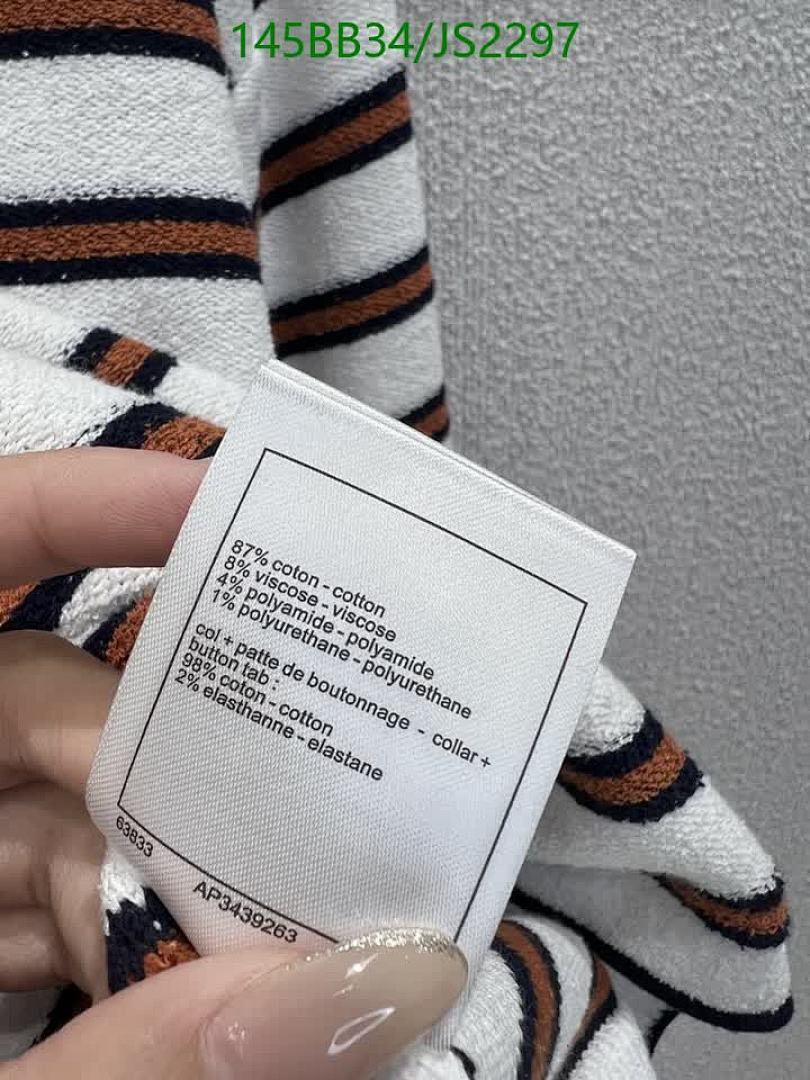 145BB34/JS2297
87% coton - cotton
8% viscose - viscose
4% polyamide - polyamide
1% polyurethane - polyurethane
col + patte de boutonnage - collar +
button tab :
98% coton - cotton
2% elasthanne - elastane
63833
AP3439263